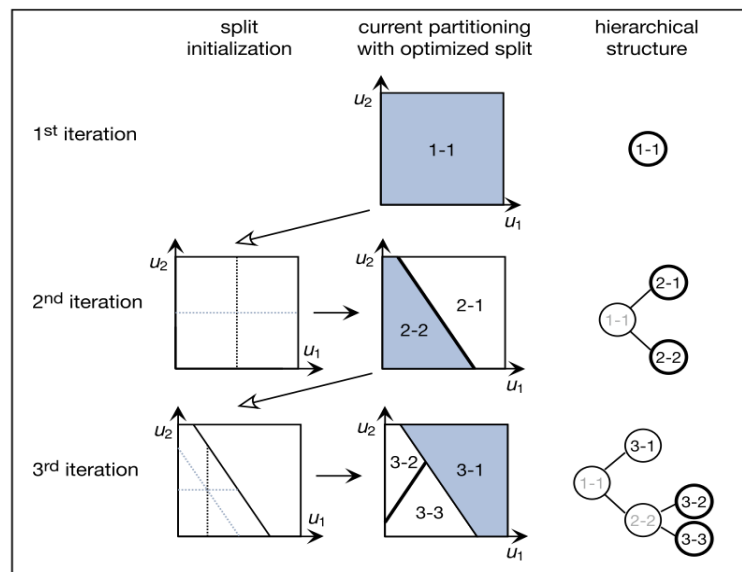 split initialization
current partitioning with optimized split
hierarchical structure
1st iteration
u2
1-1
u1
1-1
2nd iteration
u2
u1
u2
2-1
2-2
u1
2-1
1-1
2-2
3rd iteration
u2
u1
u2
3-2
3-1
3-3
u1
3-1
1-1
2-2
3-2
3-3